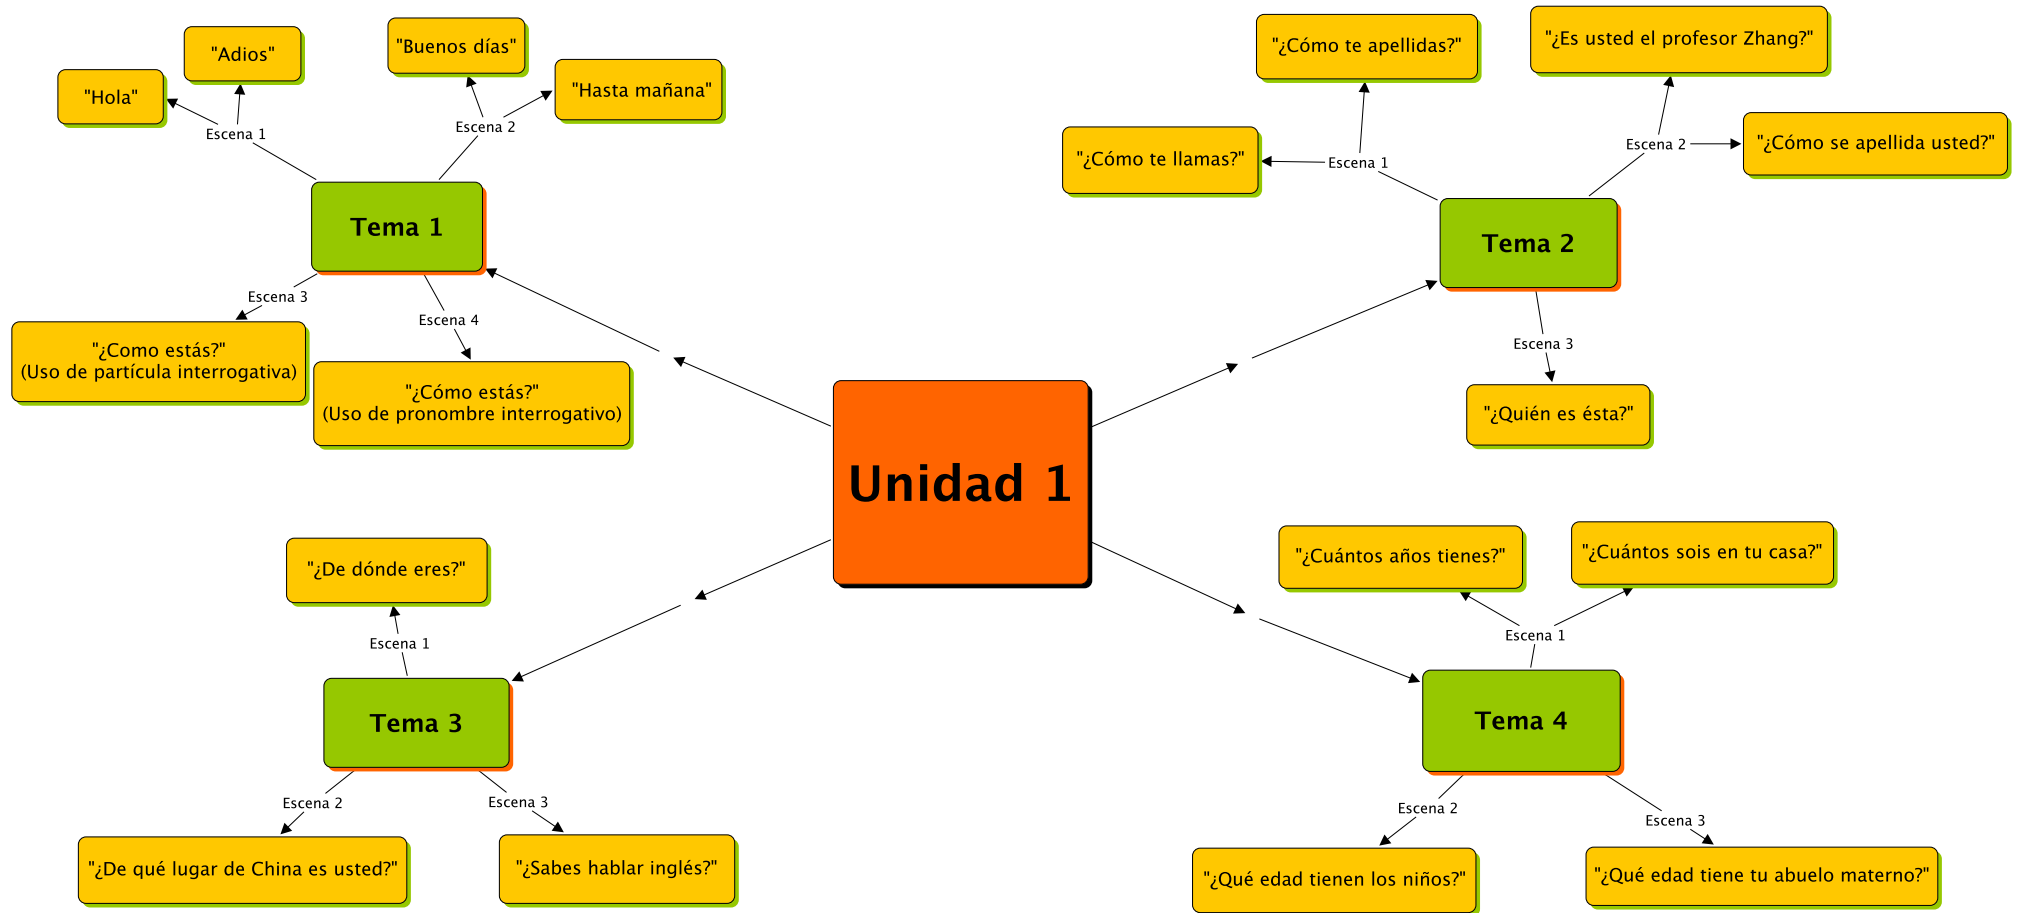 "Hola"
"Adios"
Escena 1
"Buenos días"
"Hasta mañana"
Escena 2
Tema 1
Escena 3
"¿Como estás?"
(Uso de partícula interrogativa)
Escena 4
"¿Cómo estás?"
(Uso de pronombre interrogativo)
"¿Cómo te apellidas?"
"¿Cómo te llamas?"
Escena 1
"¿Es usted el profesor Zhang?"
"¿Cómo se apellida usted?"
Escena 2
Tema 2
Escena 3
"¿Quién es ésta?"
Unidad 1
"¿De dónde eres?"
Escena 1
Tema 3
Escena 2
"¿De qué lugar de China es usted?"
Escena 3
"¿Sabes hablar inglés?"
"¿Cuántos años tienes?"
"¿Cuántos sois en tu casa?"
Escena 1
Tema 4
Escena 2
"¿Qué edad tienen los niños?"
Escena 3
"¿Qué edad tiene tu abuelo materno?"